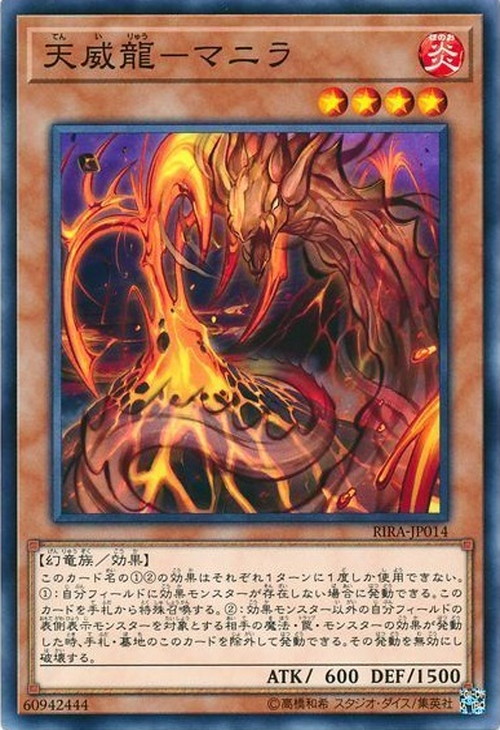 天威龍－マニラ
炎
RIRA-JP014
【幻竜族／効果】
このカード名の①②の効果はそれぞれ1ターンに1度しか使用できない。
①：自分フィールドに効果モンスターが存在しない場合に発動できる。この
カードを手札から特殊召喚する。②：効果モンスター以外の自分フィールドの
表側表示モンスターを対象とする相手の魔法・罠・モンスターの効果が発動
した時、手札・墓地のこのカードを除外して発動できる。その発動を無効にし
破壊する。
ATK/ 600 DEF/1500
60942444
©高橋和希 スタジオ・ダイス/集英社